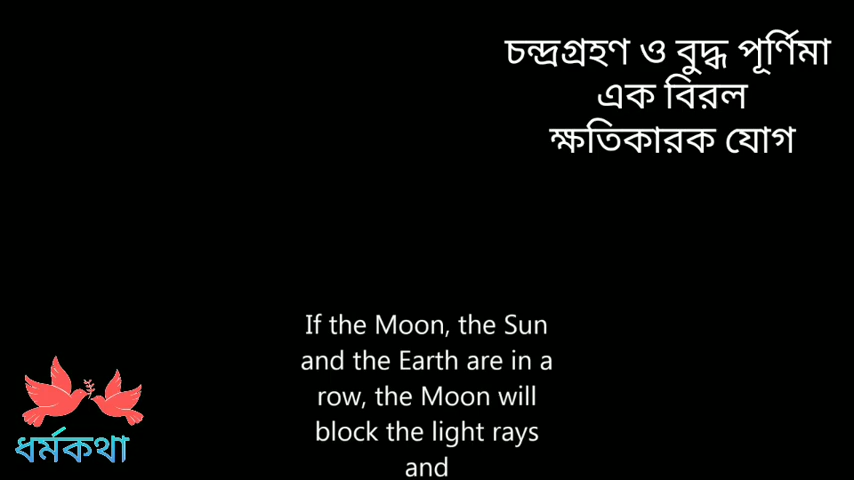 চন্দ্রগ্রহণ ও বুদ্ধ পূর্ণিমা
এক বিরল
ক্ষতিকারক যোগ
If the Moon, the Sun
and the Earth are in a
row, the Moon will
block the light rays
and
ধর্মকথা